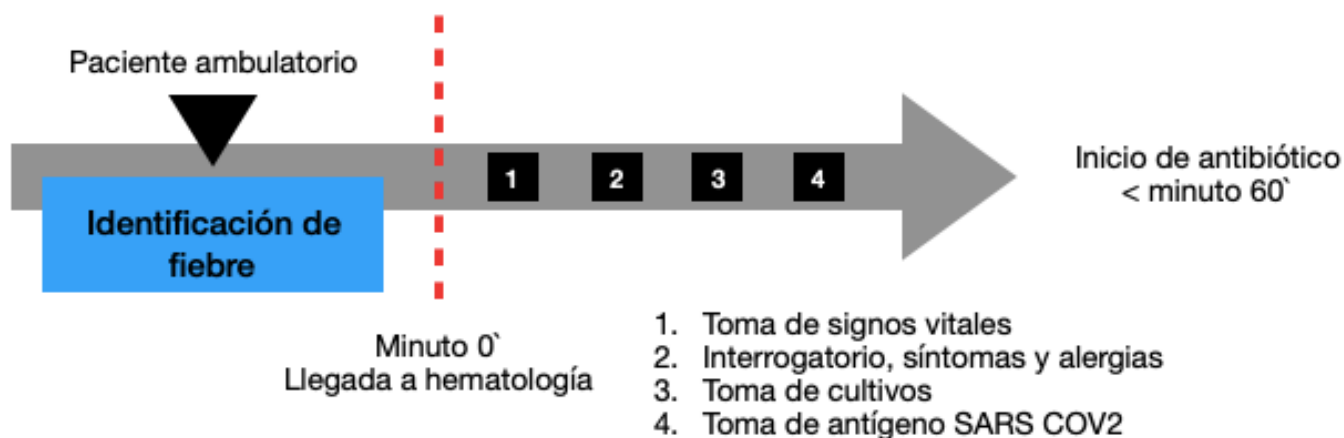 Paciente ambulatorio
Identificación de
fiebre
1
2
3
4
Inicio de antibiótico
< minuto 60`
Minuto 0`
Llegada a hematología
1. Toma de signos vitales
2. Interrogatorio, síntomas y alergias
3. Toma de cultivos
4. Toma de antígeno SARS COV2